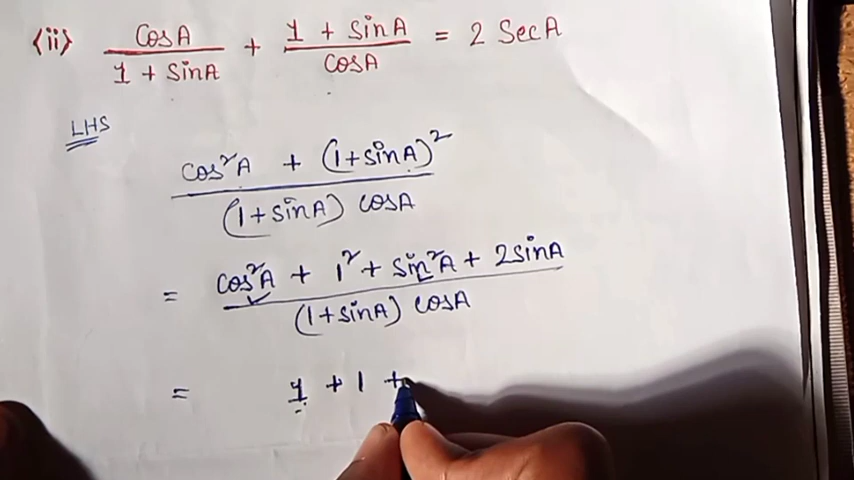 (ii) CosA/(1 + sinA) + (1 + sinA)/CosA = 2 SecA
LHS
(cos²A + (1+sinA)²)/((1+sinA) cosA)
= (cos²A + 1² + sin²A + 2sinA)/((1+sinA) cosA)
= 1 + 1 +